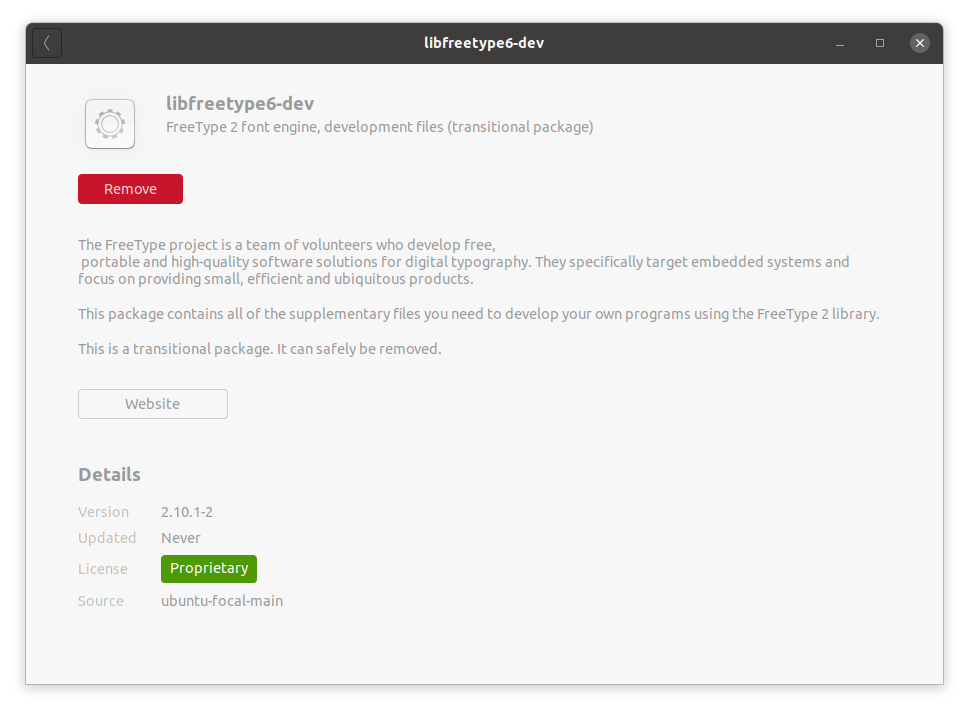 libfreetype6-dev
libfreetype6-dev
FreeType 2 font engine, development files (transitional package)
Remove
The FreeType project is a team of volunteers who develop free,
portable and high-quality software solutions for digital typography. They specifically target embedded systems and
focus on providing small, efficient and ubiquitous products.
This package contains all of the supplementary files you need to develop your own programs using the FreeType 2 library.
This is a transitional package. It can safely be removed.
Website
Details
Version 2.10.1-2
Updated Never
License Proprietary
Source ubuntu-focal-main